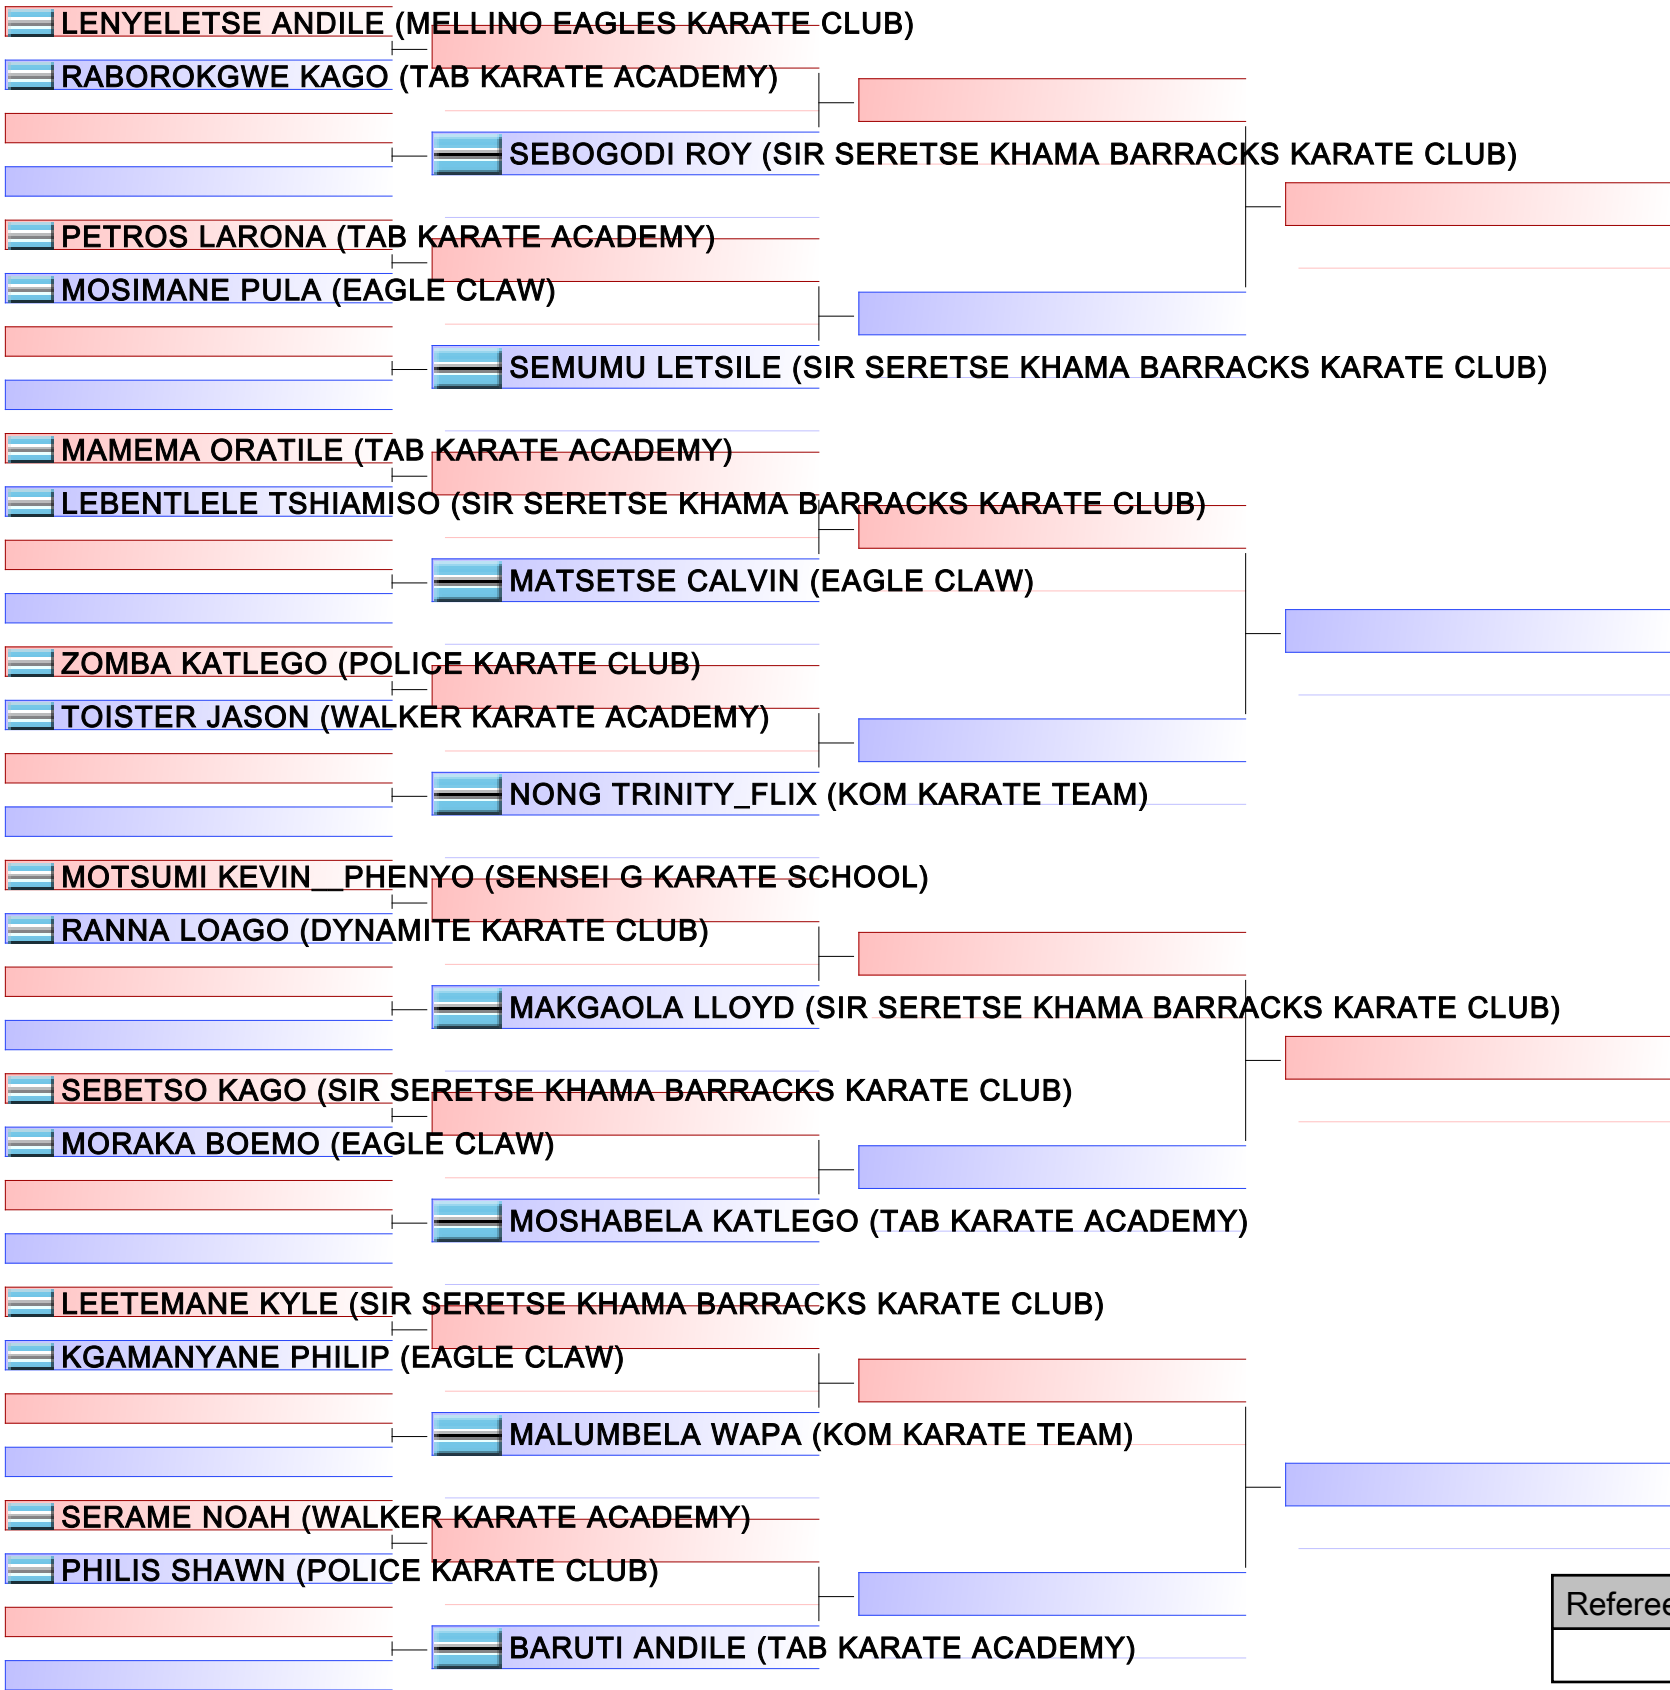 LENYELETSE ANDILE (MELLINO EAGLES KARATE CLUB)
RABOROKGWE KAGO (TAB KARATE ACADEMY)
SEBOGODI ROY (SIR SERETSE KHAMA BARRACKS KARATE CLUB)
PETROS LARONA (TAB KARATE ACADEMY)
MOSIMANE PULA (EAGLE CLAW)
SEMUMU LETSILE (SIR SERETSE KHAMA BARRACKS KARATE CLUB)
MAMEMA ORATILE (TAB KARATE ACADEMY)
LEBENTLELE TSHIAMISO (SIR SERETSE KHAMA BARRACKS KARATE CLUB)
MATSETSE CALVIN (EAGLE CLAW)
ZOMBA KATLEGO (POLICE KARATE CLUB)
TOISTER JASON (WALKER KARATE ACADEMY)
NONG TRINITY_FLIX (KOM KARATE TEAM)
MOTSUMI KEVIN__PHENYO (SENSEI G KARATE SCHOOL)
RANNA LOAGO (DYNAMITE KARATE CLUB)
MAKGAOLA LLOYD (SIR SERETSE KHAMA BARRACKS KARATE CLUB)
SEBETSO KAGO (SIR SERETSE KHAMA BARRACKS KARATE CLUB)
MORAKA BOEMO (EAGLE CLAW)
MOSHABELA KATLEGO (TAB KARATE ACADEMY)
LEETEMANE KYLE (SIR SERETSE KHAMA BARRACKS KARATE CLUB)
KGAMANYANE PHILIP (EAGLE CLAW)
MALUMBELA WAPA (KOM KARATE TEAM)
SERAME NOAH (WALKER KARATE ACADEMY)
PHILIS SHAWN (POLICE KARATE CLUB)
Referee
BARUTI ANDILE (TAB KARATE ACADEMY)